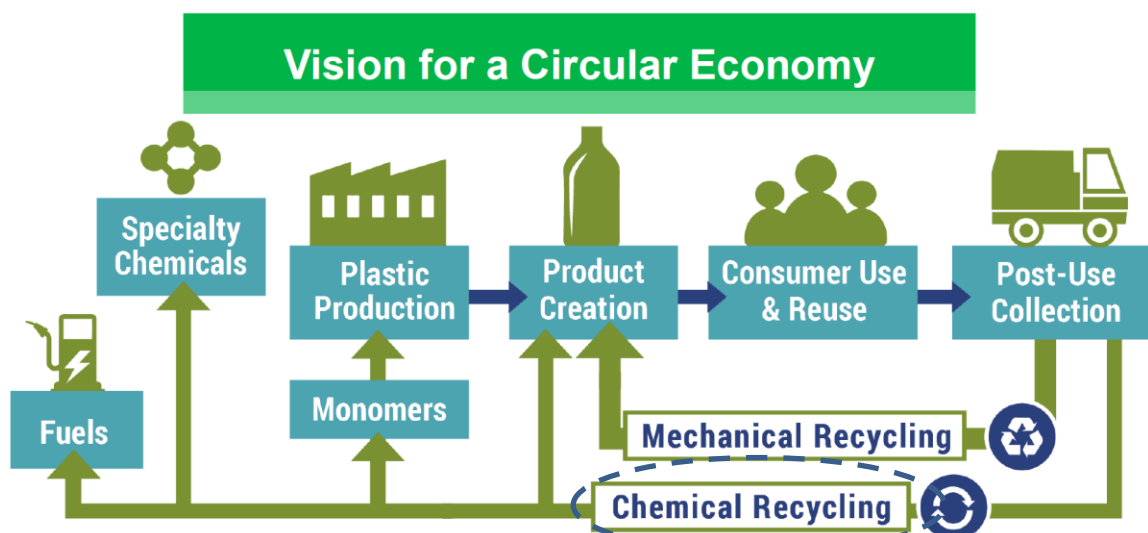 Vision for a Circular Economy
Specialty
Chemicals
Plastic
Production
Product
Creation
Consumer Use
& Reuse
Post-Use
Collection
Fuels
Monomers
Mechanical Recycling
Chemical Recycling